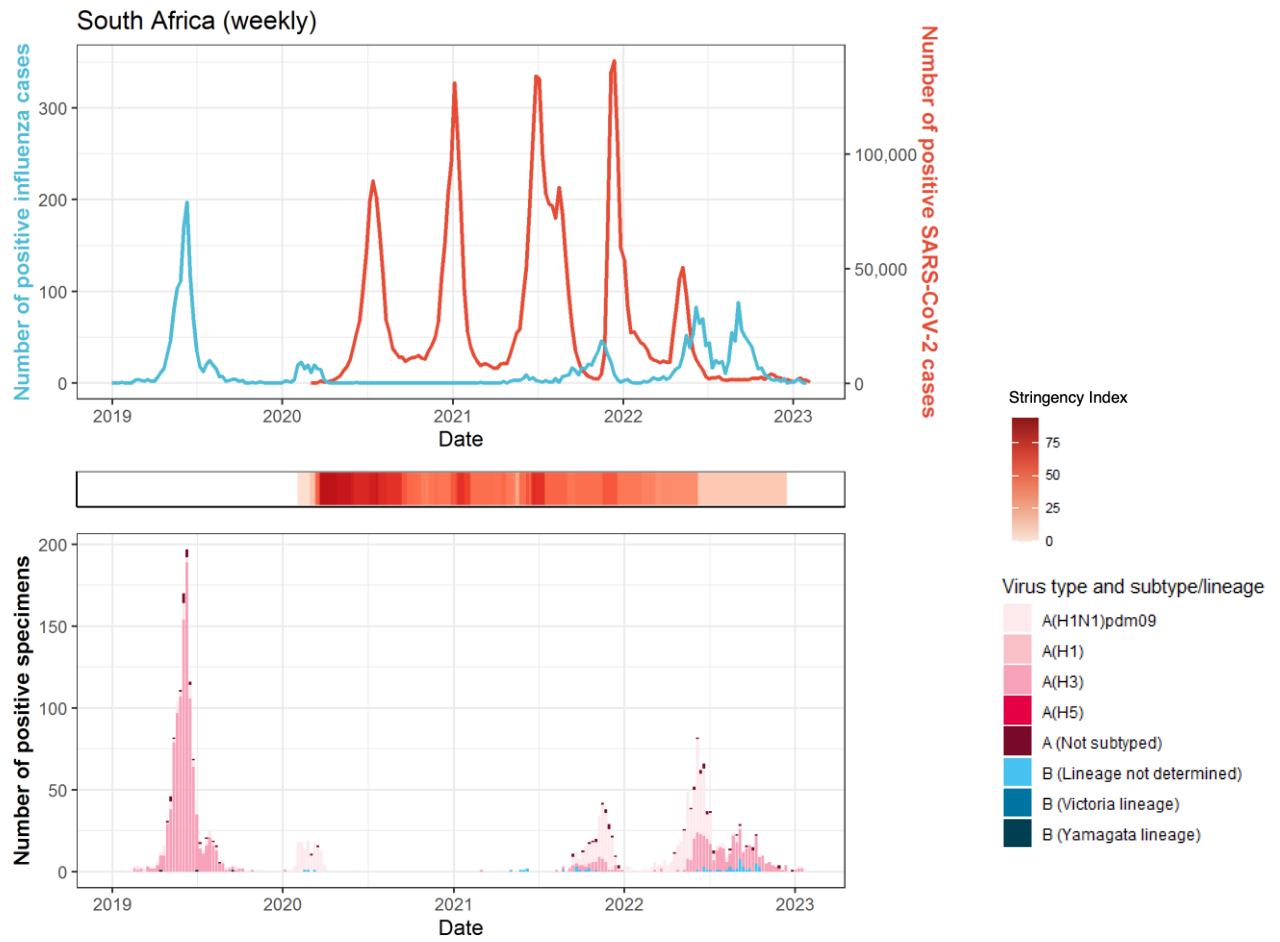 South Africa (weekly)
Number of positive influenza cases
300
200
100
0
Number of positive SARS-CoV-2 cases
100,000
50,000
0
2019 2020 2021 2022 2023
Date
Stringency Index
75
50
25
0
Number of positive specimens
200
150
100
50
0
2019 2020 2021 2022 2023
Date
Virus type and subtype/lineage
A(H1N1)pdm09
A(H1)
A(H3)
A(H5)
A (Not subtyped)
B (Lineage not determined)
B (Victoria lineage)
B (Yamagata lineage)